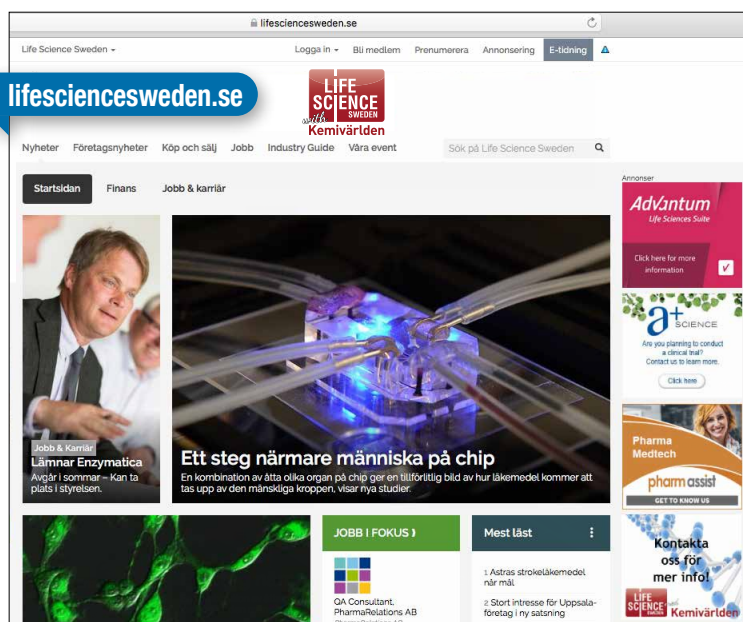 lifesciencesweden.se
Life Science Sweden
Logga in
Bli medlem
Prenumerera
Annonsering
E-tidning
lifesciencesweden.se
LIFE
SCIENCE
SWEDEN
with
Kemivärlden
Nyheter
Företagsnyheter
Köp och sälj
Jobb
Industry Guide
Våra event
Sök på Life Science Sweden
Startsidan
Finans
Jobb & karriär
Jobb & Karriär
Lämnar Enzymatica
Avgår i sommar – Kan ta
plats i styrelsen.
Ett steg närmare människa på chip
En kombination av åtta olika organ på chip ger en tillförlitlig bild av hur läkemedel kommer att
tas upp av den mänskliga kroppen, visar nya studier.
JOBB I FOKUS
QA Consultant,
PharmaRelations AB
PharmaRelations AB
Mest läst
1 Astras strokeläkemedel
når mål
2 Stort intresse för Uppsala-
företag i ny satsning
Annonser
Advantum
Life Sciences Suite
Click here for more
information
a+
SCIENCE
Are you planning to conduct
a clinical trial?
Contact us to learn more.
Click here
Pharma
Medtech
pharm assist
GET TO KNOW US
Kontakta
oss för
mer info!
LIFE
SCIENCE
with
Kemivärlden